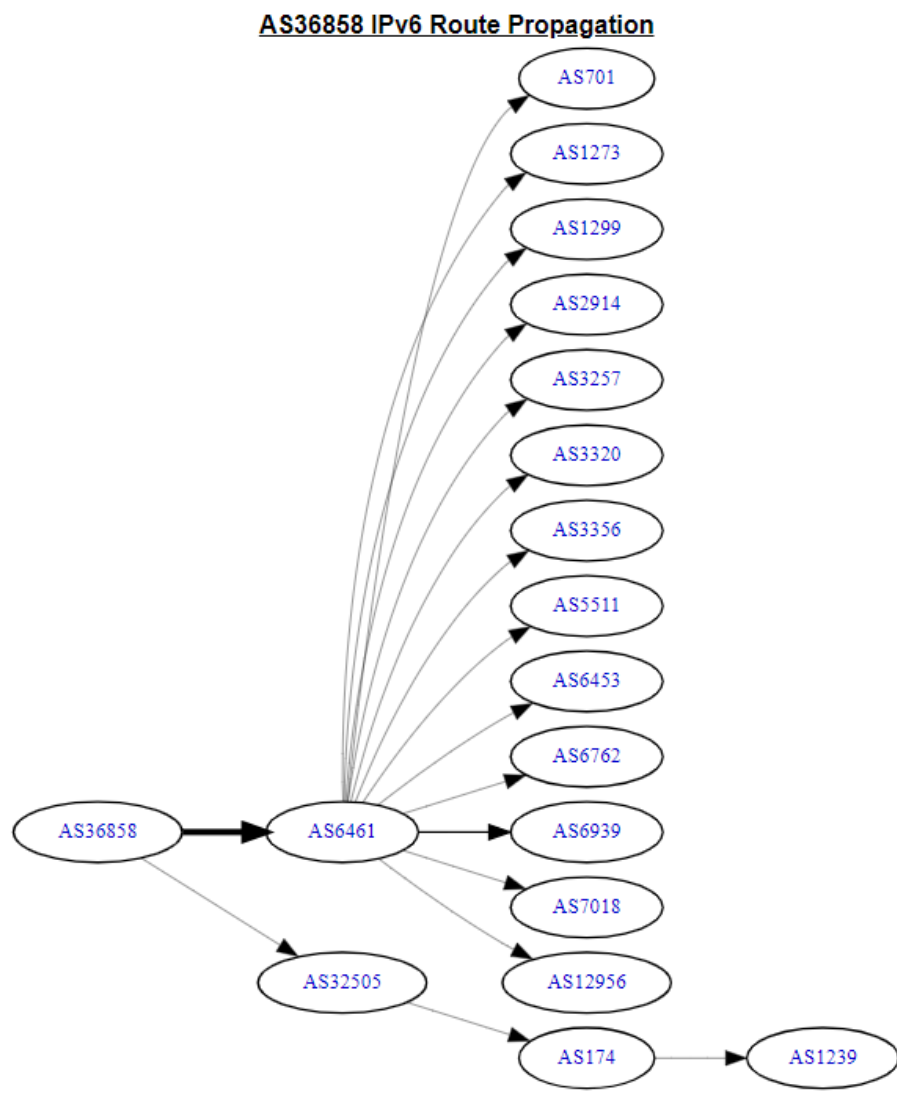 AS36858 IPv6 Route Propagation
AS701
AS1273
AS1299
AS2914
AS3257
AS3320
AS3356
AS5511
AS6453
AS6762
AS36858 AS6461 AS6939
AS7018
AS32505 AS12956
AS174 AS1239